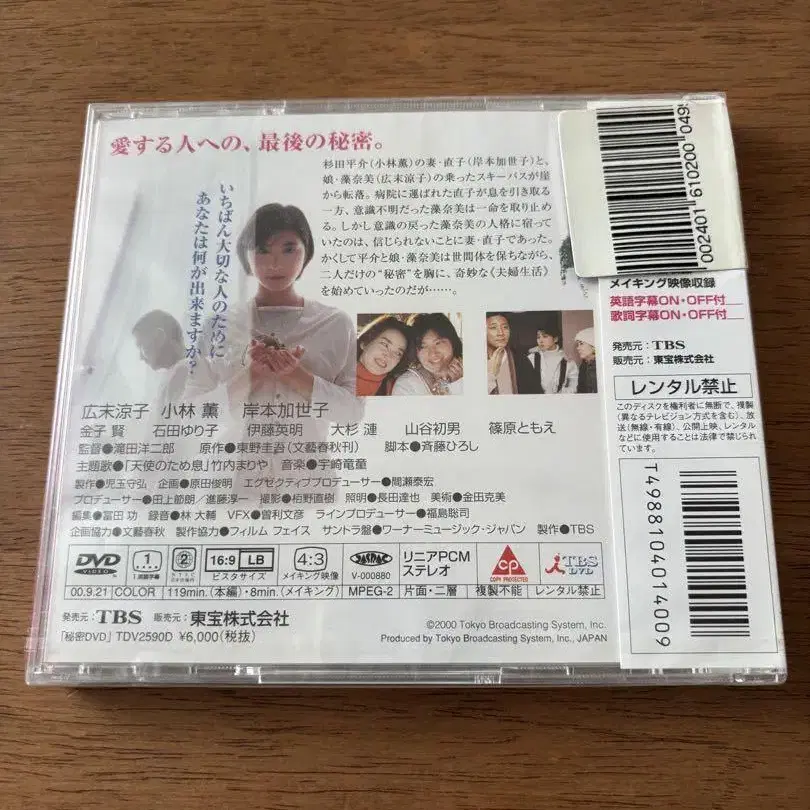 愛する人への、最後の秘密。
いちばん大切な人のために
あなたは何が出来ますか?
杉田平介(小林薫)の妻・直子(岸本加世子)と、
娘・藻奈美(広末涼子)の乗ったスキーバスが崖
から転落。病院に運ばれた直子が息を引き取る
一方、意識不明だった藻奈美は一命を取り止め
る。しかし意識の戻った藻奈美の人格に宿って
いたのは、信じられないことに妻・直子であった。
かくして平介と娘・藻奈美は世間体を保ちながら、
二人だけの“秘密”を胸に、奇妙な《夫婦生活》
を始めていったのだが……。
広末涼子 小林 薫 岸本加世子
金子 賢 石田ゆり子 伊藤英明 大杉 漣 山谷初男 篠原ともえ
監督●滝田洋二郎 原作●東野圭吾(文藝春秋刊) 脚本●斉藤ひろし
主題歌●「天使のため息」竹内まりや 音楽●宇崎竜童
製作●児玉守弘 企画●原田俊明 エグゼクティブプロデューサー●間瀬泰宏
プロデューサー●田上節朗/進藤淳一 撮影●栢野直樹 照明●長田達也 美術●金田克美
編集●冨田 功 録音●林 大輔 VFX●曽利文彦 ラインプロデューサー●福島聡司
企画協力●文藝春秋 製作協力●フィルム フェイス サントラ盤●ワーナーミュージック・ジャパン 製作●TBS
DVD VIDEO 1 英語字幕 2 NTSC 日本市場向 16:9 LB ビスタサイズ 4:3 メイキング映像 V-000880 リニアPCM ステレオ CP COPY PROTECTED TBS DVD
00.9.21 COLOR 119min.(本編)・8min.(メイキング) MPEG-2 片面・二層 複製不能 レンタル禁止
発売元:TBS 販売元:東宝株式会社
「秘密DVD」 TDV2590D ¥6,000(税抜)
©2000 Tokyo Broadcasting System, Inc.
Produced by Tokyo Broadcasting System, Inc., JAPAN
002401 610200 049
メイキング映像収録
英語字幕ON・OFF付
歌詞字幕ON・OFF付
発売元:TBS
販売元:東宝株式会社
レンタル禁止
このディスクを権利者に無断で、複製
(異なるテレビジョン方式を含む)、放
送(無線・有線)、公開上映、レンタル
などに使用することは法律で禁じられ
ています。
T4988104014009